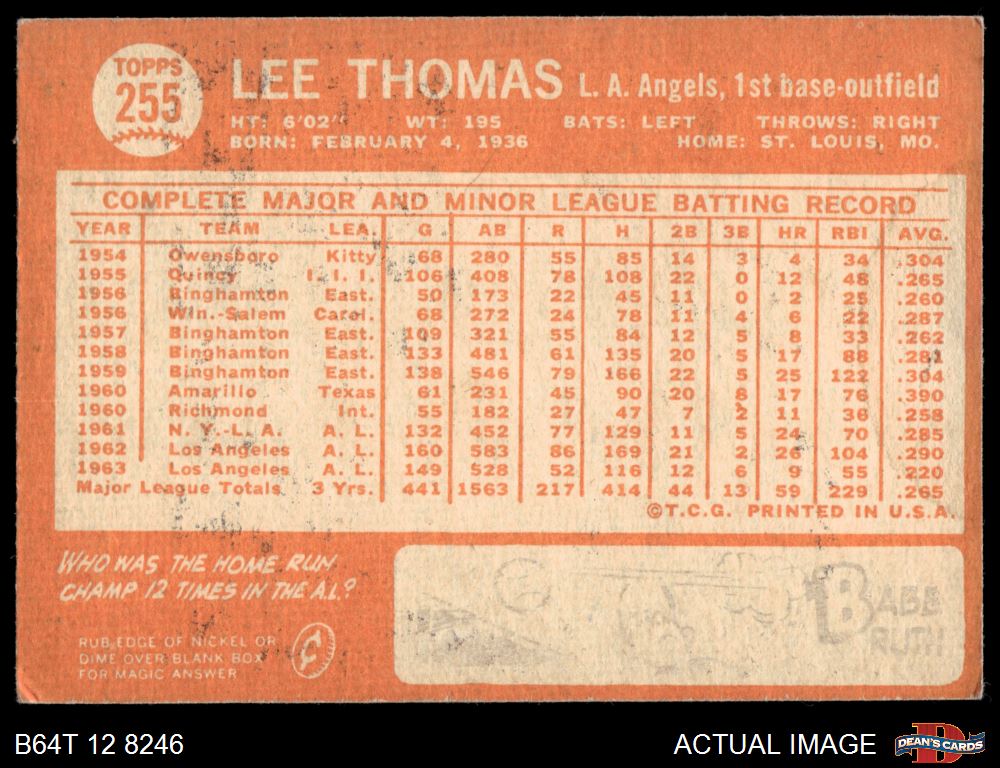 TOPPS
255
LEE THOMAS L. A. Angels, 1st base-outfield
HT: 6'02" WT: 195 BATS: LEFT THROWS: RIGHT
BORN: FEBRUARY 4, 1936 HOME: ST. LOUIS, MO.
COMPLETE MAJOR AND MINOR LEAGUE BATTING RECORD
YEAR TEAM LEA. G AB R H 2B 3B HR RBI AVG.
1954 Owensboro Kitty 68 280 55 85 14 3 4 34 .304
1955 Quincy I. I. I. 106 408 78 108 22 0 12 48 .265
1956 Binghamton East. 50 173 22 45 11 0 2 25 .260
1956 Win.-Salem Carol. 68 272 24 78 11 4 6 22 .287
1957 Binghamton East. 109 321 55 84 12 5 8 33 .262
1958 Binghamton East. 133 481 61 135 20 5 17 88 .281
1959 Binghamton East. 138 546 79 166 22 5 25 122 .304
1960 Amarillo Texas 61 231 45 90 20 8 17 76 .390
1960 Richmond Int. 55 182 27 47 7 2 11 36 .258
1961 N. Y.-L. A. A. L. 132 452 77 129 11 5 24 70 .285
1962 Los Angeles A. L. 160 583 86 169 21 2 26 104 .290
1963 Los Angeles A. L. 149 528 52 116 12 6 9 55 .220
Major League Totals 3 Yrs. 441 1563 217 414 44 13 59 229 .265
©T.C.G. PRINTED IN U.S.A.
WHO WAS THE HOME RUN
CHAMP 12 TIMES IN THE A.L.?
RUB EDGE OF NICKEL OR
DIME OVER BLANK BOX
FOR MAGIC ANSWER
BABE
RUTH
B64T 12 8246 ACTUAL IMAGE DEAN'S CARDS